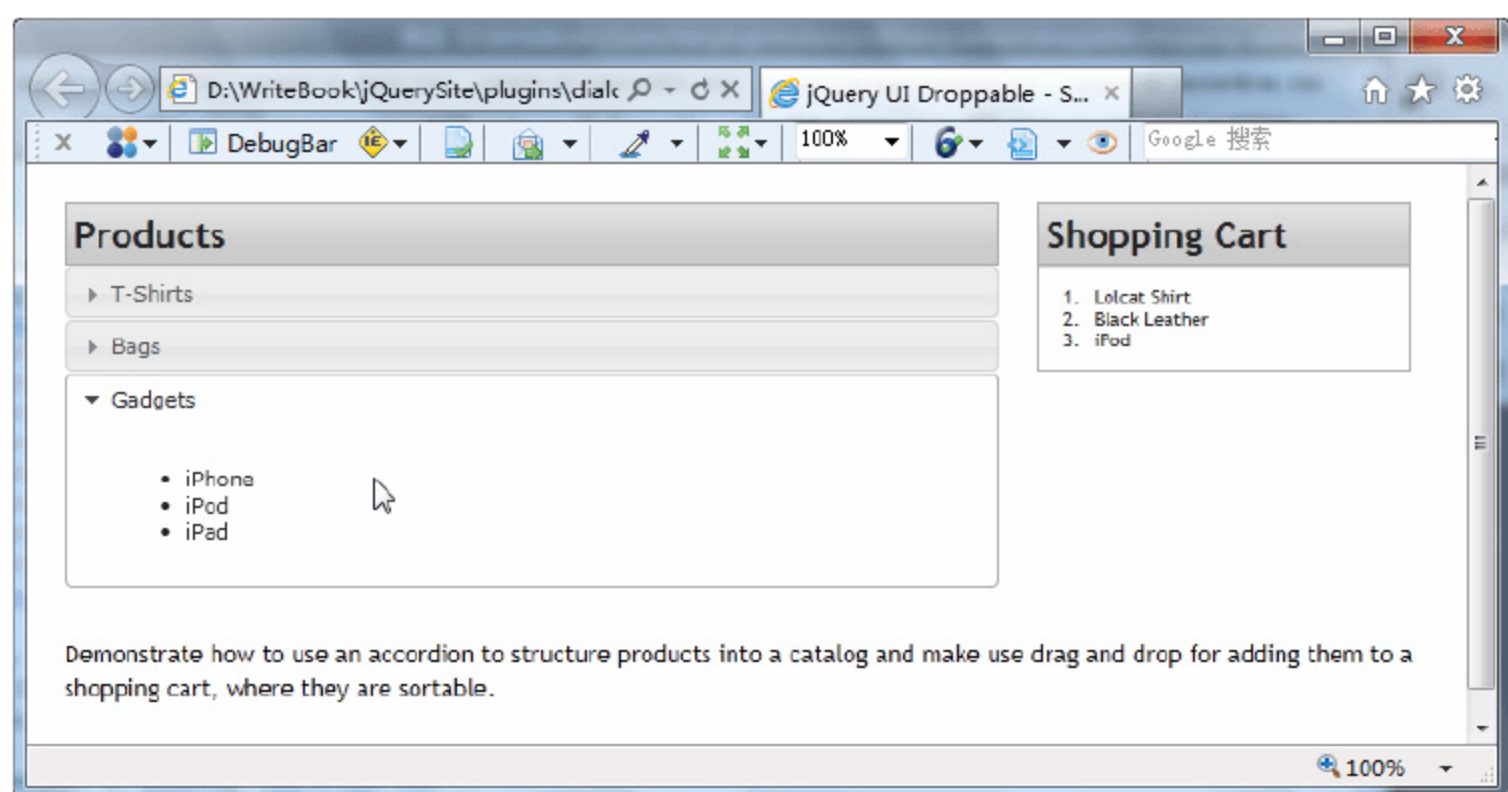 D:\WriteBook\jQuerySite\plugins\dialc
jQuery UI Droppable - S...
DebugBar
100%
Google 搜索
Products
T-Shirts
Bags
Gadgets
• iPhone
• iPod
• iPad
Shopping Cart
1. Lolcat Shirt
2. Black Leather
3. iPod
Demonstrate how to use an accordion to structure products into a catalog and make use drag and drop for adding them to a
shopping cart, where they are sortable.
100%